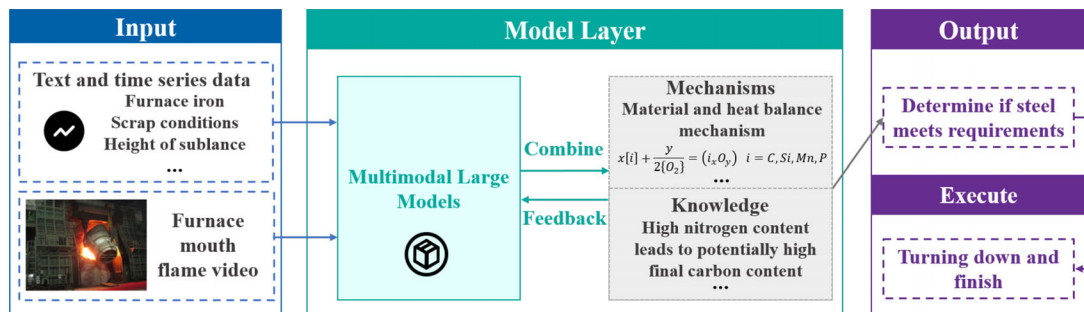 Input
Text and time series data
Furnace iron
Scrap conditions
Height of sublance
...
Furnace
mouth
flame video
Model Layer
Multimodal Large
Models
Combine
Feedback
Mechanisms
Material and heat balance
mechanism
x[i] + y/2{O₂} = (iₓOᵧ) i = C, Si, Mn, P
...
Knowledge
High nitrogen content
leads to potentially high
final carbon content
...
Output
Determine if steel
meets requirements
Execute
Turning down and
finish